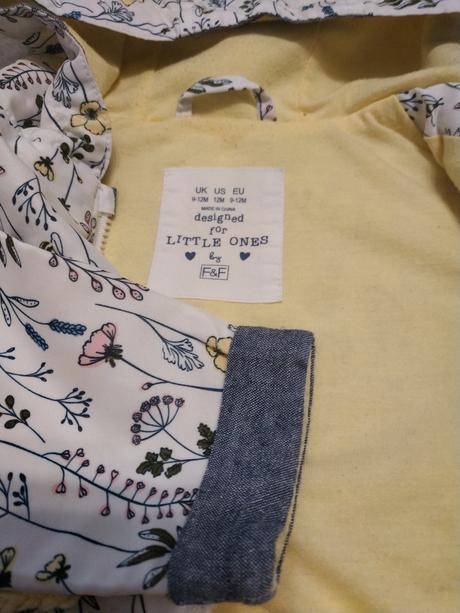 UK US EU
9-12M 12M 9-12M
MADE IN CHINA
designed
for
LITTLE ONES
by
F&F